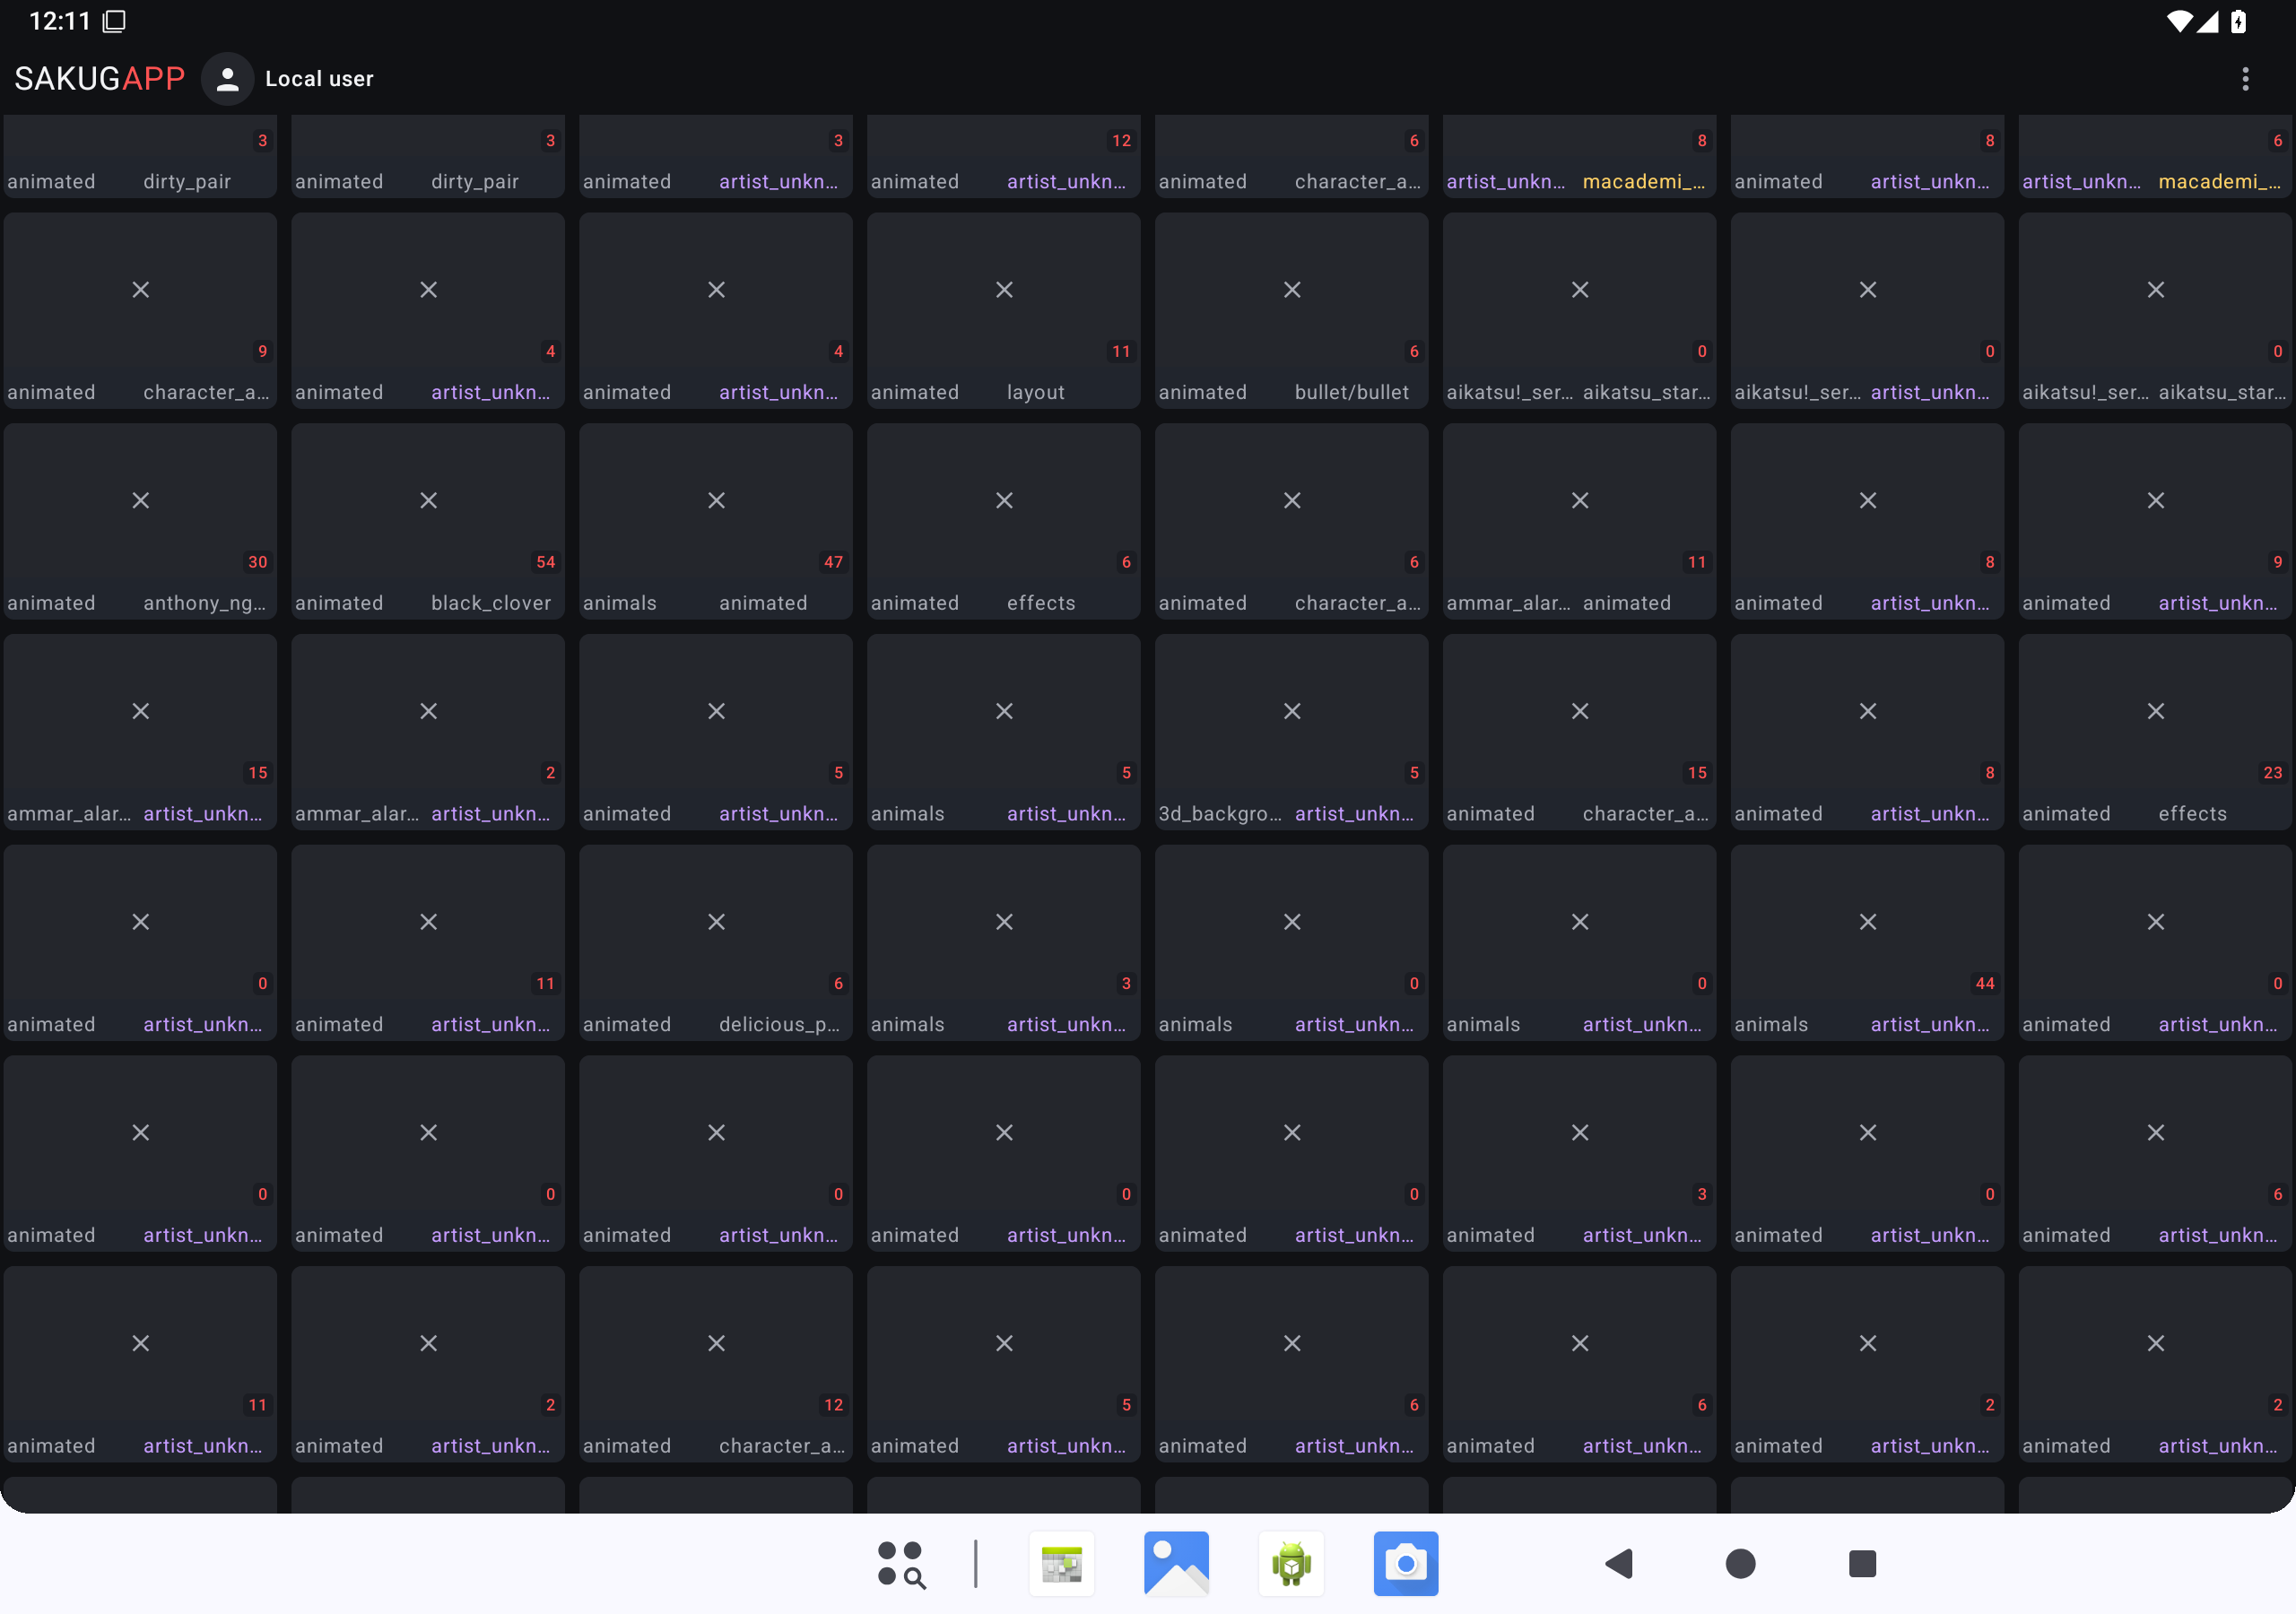 12:11
SAKUGAPP Local user
3 3 3 12 6 8 8 6
animated dirty_pair animated dirty_pair animated artist_unkn... animated artist_unkn... animated character_a... artist_unkn... macademi_... animated artist_unkn... artist_unkn... macademi_...
9 4 4 11 6 0 0 0
animated character_a... animated artist_unkn... animated artist_unkn... animated layout animated bullet/bullet aikatsu!_ser... aikatsu_star... aikatsu!_ser... artist_unkn... aikatsu!_ser... aikatsu_star...
30 54 47 6 6 11 8 9
animated anthony_ng... animated black_clover animals animated animated effects animated character_a... ammar_alar... animated animated artist_unkn... animated artist_unkn...
15 2 5 5 5 15 8 23
ammar_alar... artist_unkn... ammar_alar... artist_unkn... animated artist_unkn... animals artist_unkn... 3d_backgro... artist_unkn... animated character_a... animated artist_unkn... animated effects
0 11 6 3 0 0 44 0
animated artist_unkn... animated artist_unkn... animated delicious_p... animals artist_unkn... animals artist_unkn... animals artist_unkn... animals artist_unkn... animated artist_unkn...
0 0 0 0 0 3 0 6
animated artist_unkn... animated artist_unkn... animated artist_unkn... animated artist_unkn... animated artist_unkn... animated artist_unkn... animated artist_unkn... animated artist_unkn...
11 2 12 5 6 6 2 2
animated artist_unkn... animated artist_unkn... animated character_a... animated artist_unkn... animated artist_unkn... animated artist_unkn... animated artist_unkn... animated artist_unkn...